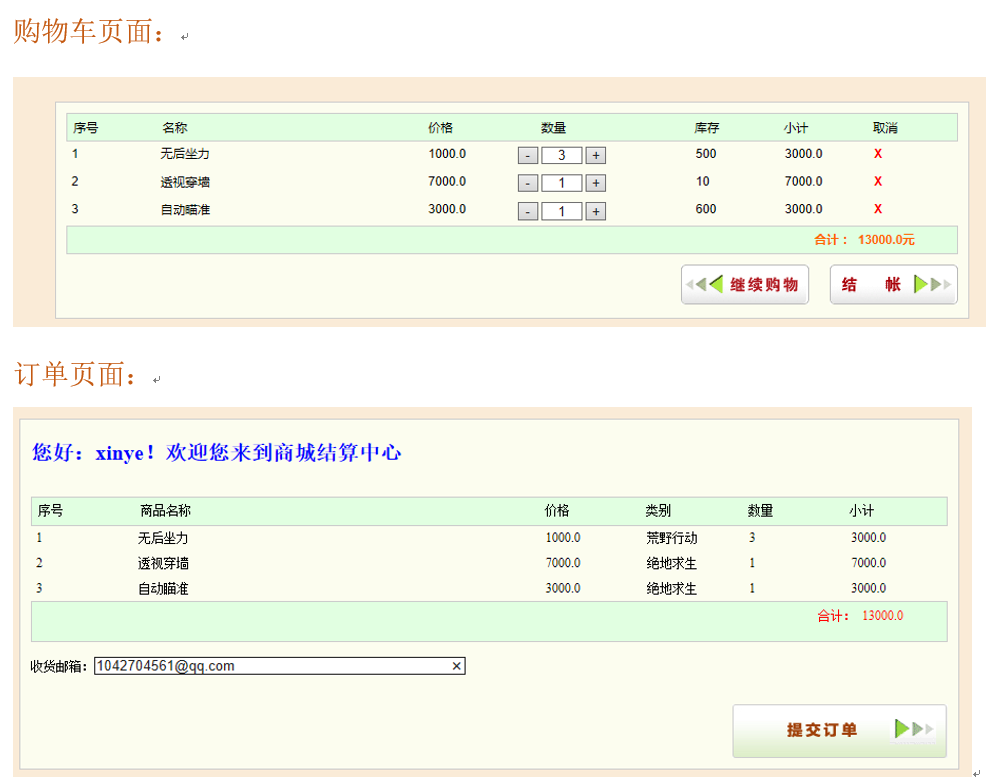 购物车页面：
序号 名称 价格 数量 库存 小计 取消
1 无后坐力 1000.0 - 3 + 500 3000.0 X
2 透视穿墙 7000.0 - 1 + 10 7000.0 X
3 自动瞄准 3000.0 - 1 + 600 3000.0 X
合计： 13000.0元
继续购物 结 帐
订单页面：
您好：xinye！欢迎您来到商城结算中心
序号 商品名称 价格 类别 数量 小计
1 无后坐力 1000.0 荒野行动 3 3000.0
2 透视穿墙 7000.0 绝地求生 1 7000.0
3 自动瞄准 3000.0 绝地求生 1 3000.0
合计： 13000.0
收货邮箱：1042704561@qq.com ×
提交订单